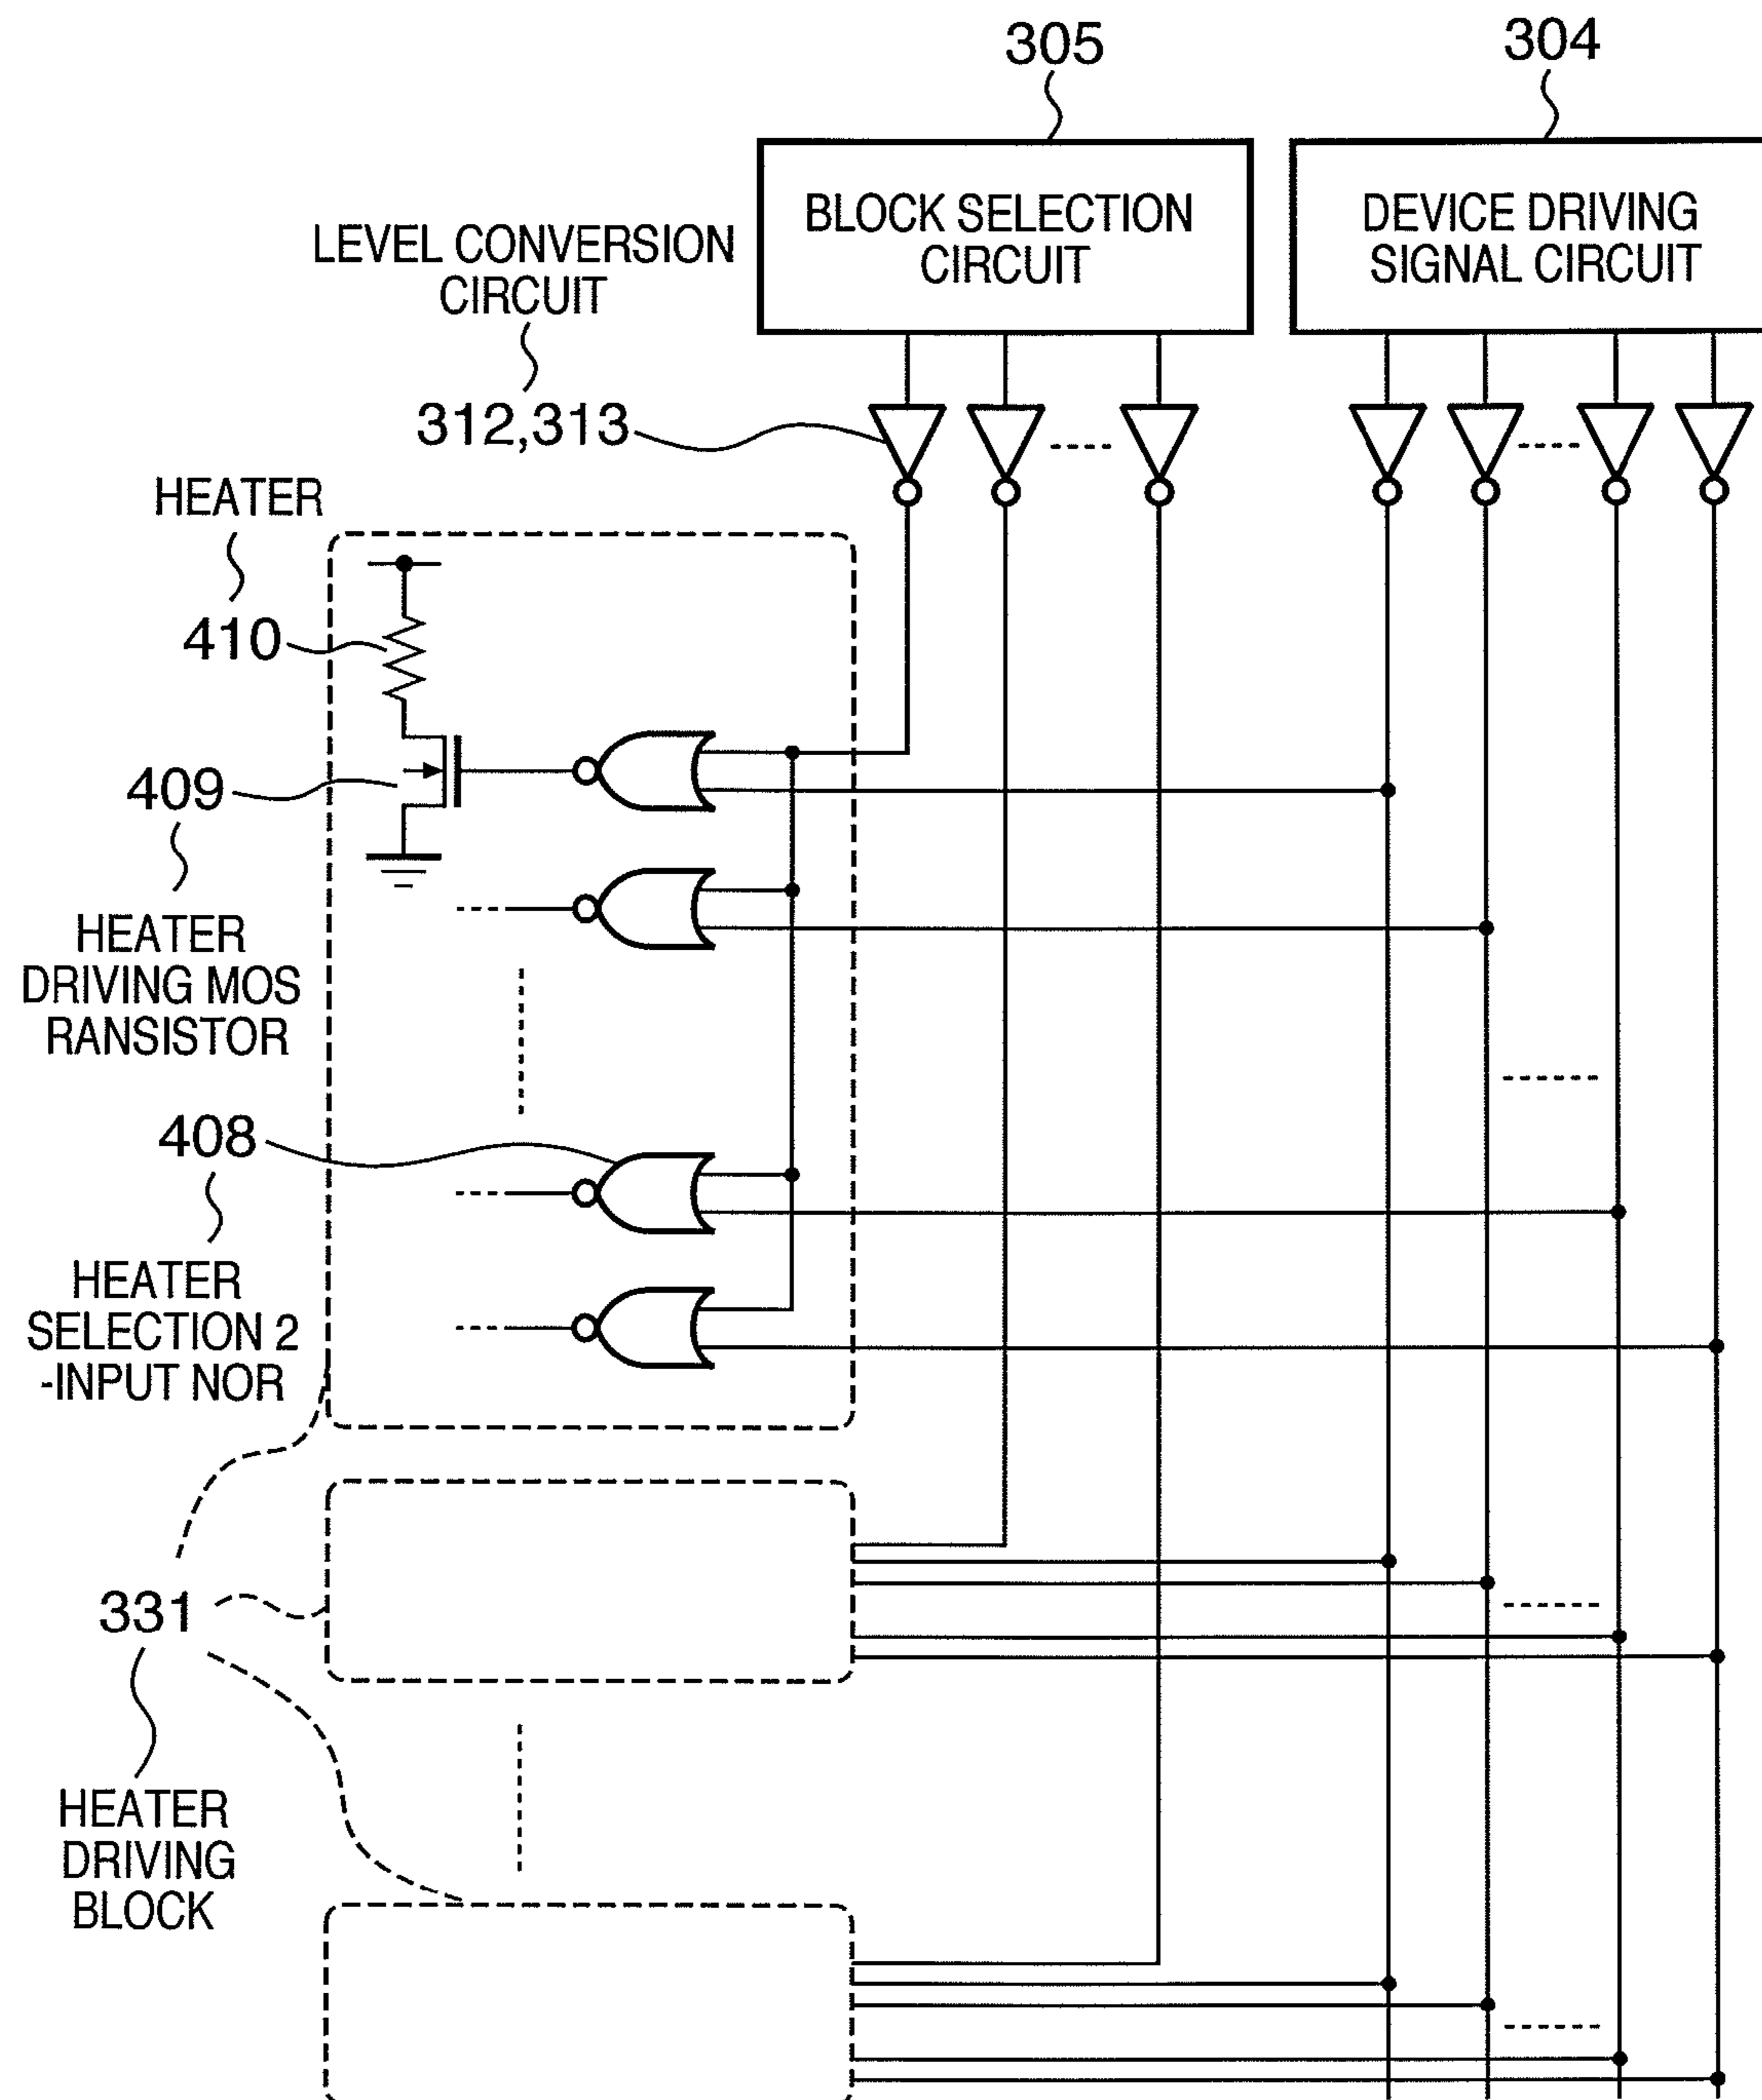 305
304
BLOCK SELECTION
CIRCUIT
DEVICE DRIVING
SIGNAL CIRCUIT
LEVEL CONVERSION
CIRCUIT
312,313
HEATER
410
409
HEATER
DRIVING MOS
RANSISTOR
408
HEATER
SELECTION 2
-INPUT NOR
331
HEATER
DRIVING
BLOCK